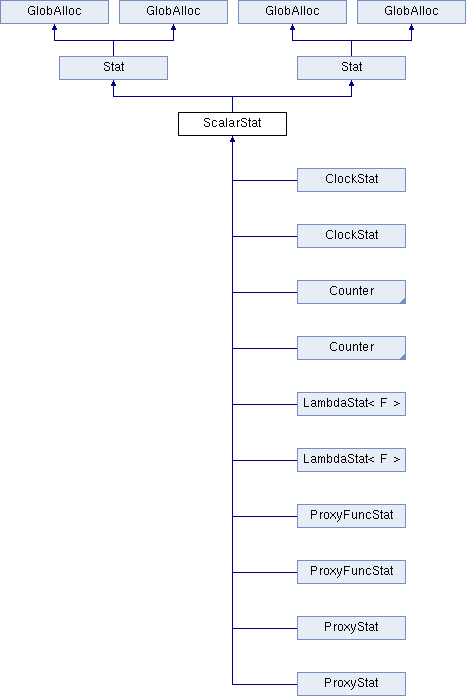 GlobAlloc
GlobAlloc
GlobAlloc
GlobAlloc
Stat
Stat
ScalarStat
ClockStat
ClockStat
Counter
Counter
LambdaStat< F >
LambdaStat< F >
ProxyFuncStat
ProxyFuncStat
ProxyStat
ProxyStat